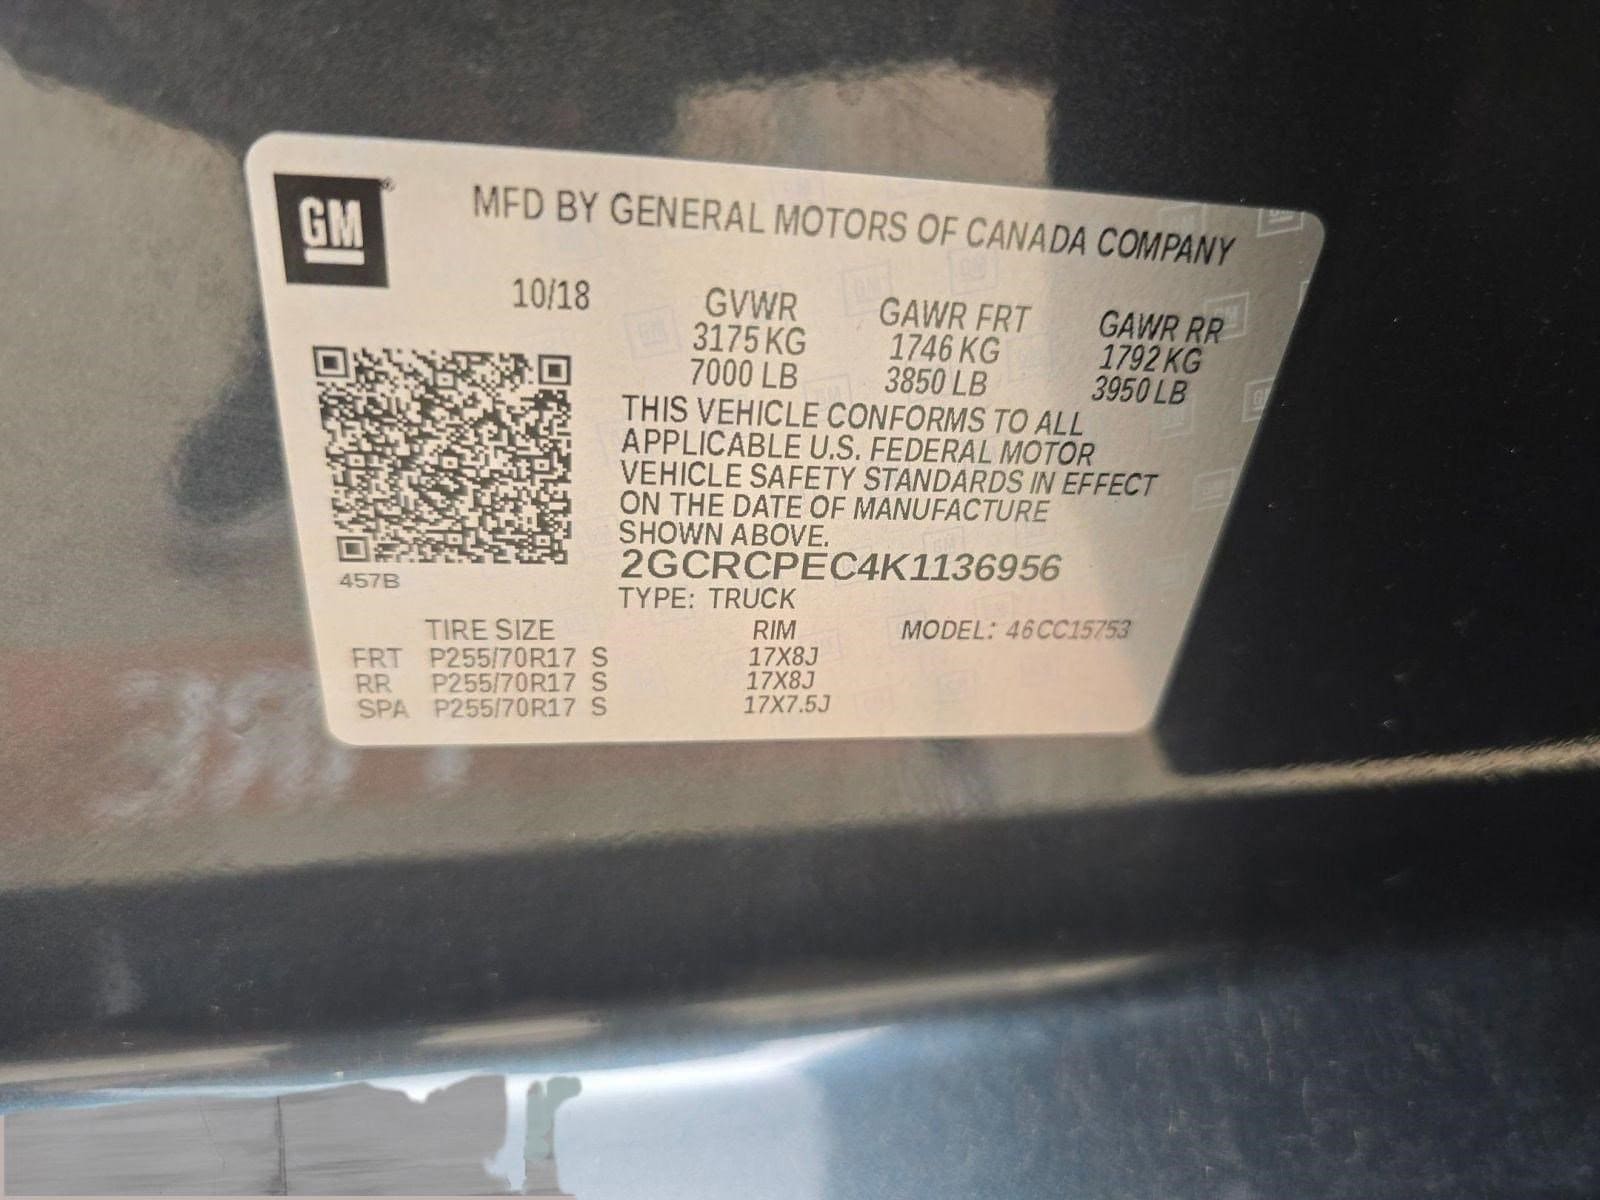 GM®
MFD BY GENERAL MOTORS OF CANADA COMPANY
10/18 GVWR GAWR FRT GAWR RR
3175 KG 1746 KG 1792 KG
7000 LB 3850 LB 3950 LB
THIS VEHICLE CONFORMS TO ALL
APPLICABLE U.S. FEDERAL MOTOR
VEHICLE SAFETY STANDARDS IN EFFECT
ON THE DATE OF MANUFACTURE
SHOWN ABOVE.
2GCRCPEC4K1136956
457B
TYPE: TRUCK
TIRE SIZE RIM MODEL: 46CC15753
FRT P255/70R17 S 17X8J
RR P255/70R17 S 17X8J
SPA P255/70R17 S 17X7.5J